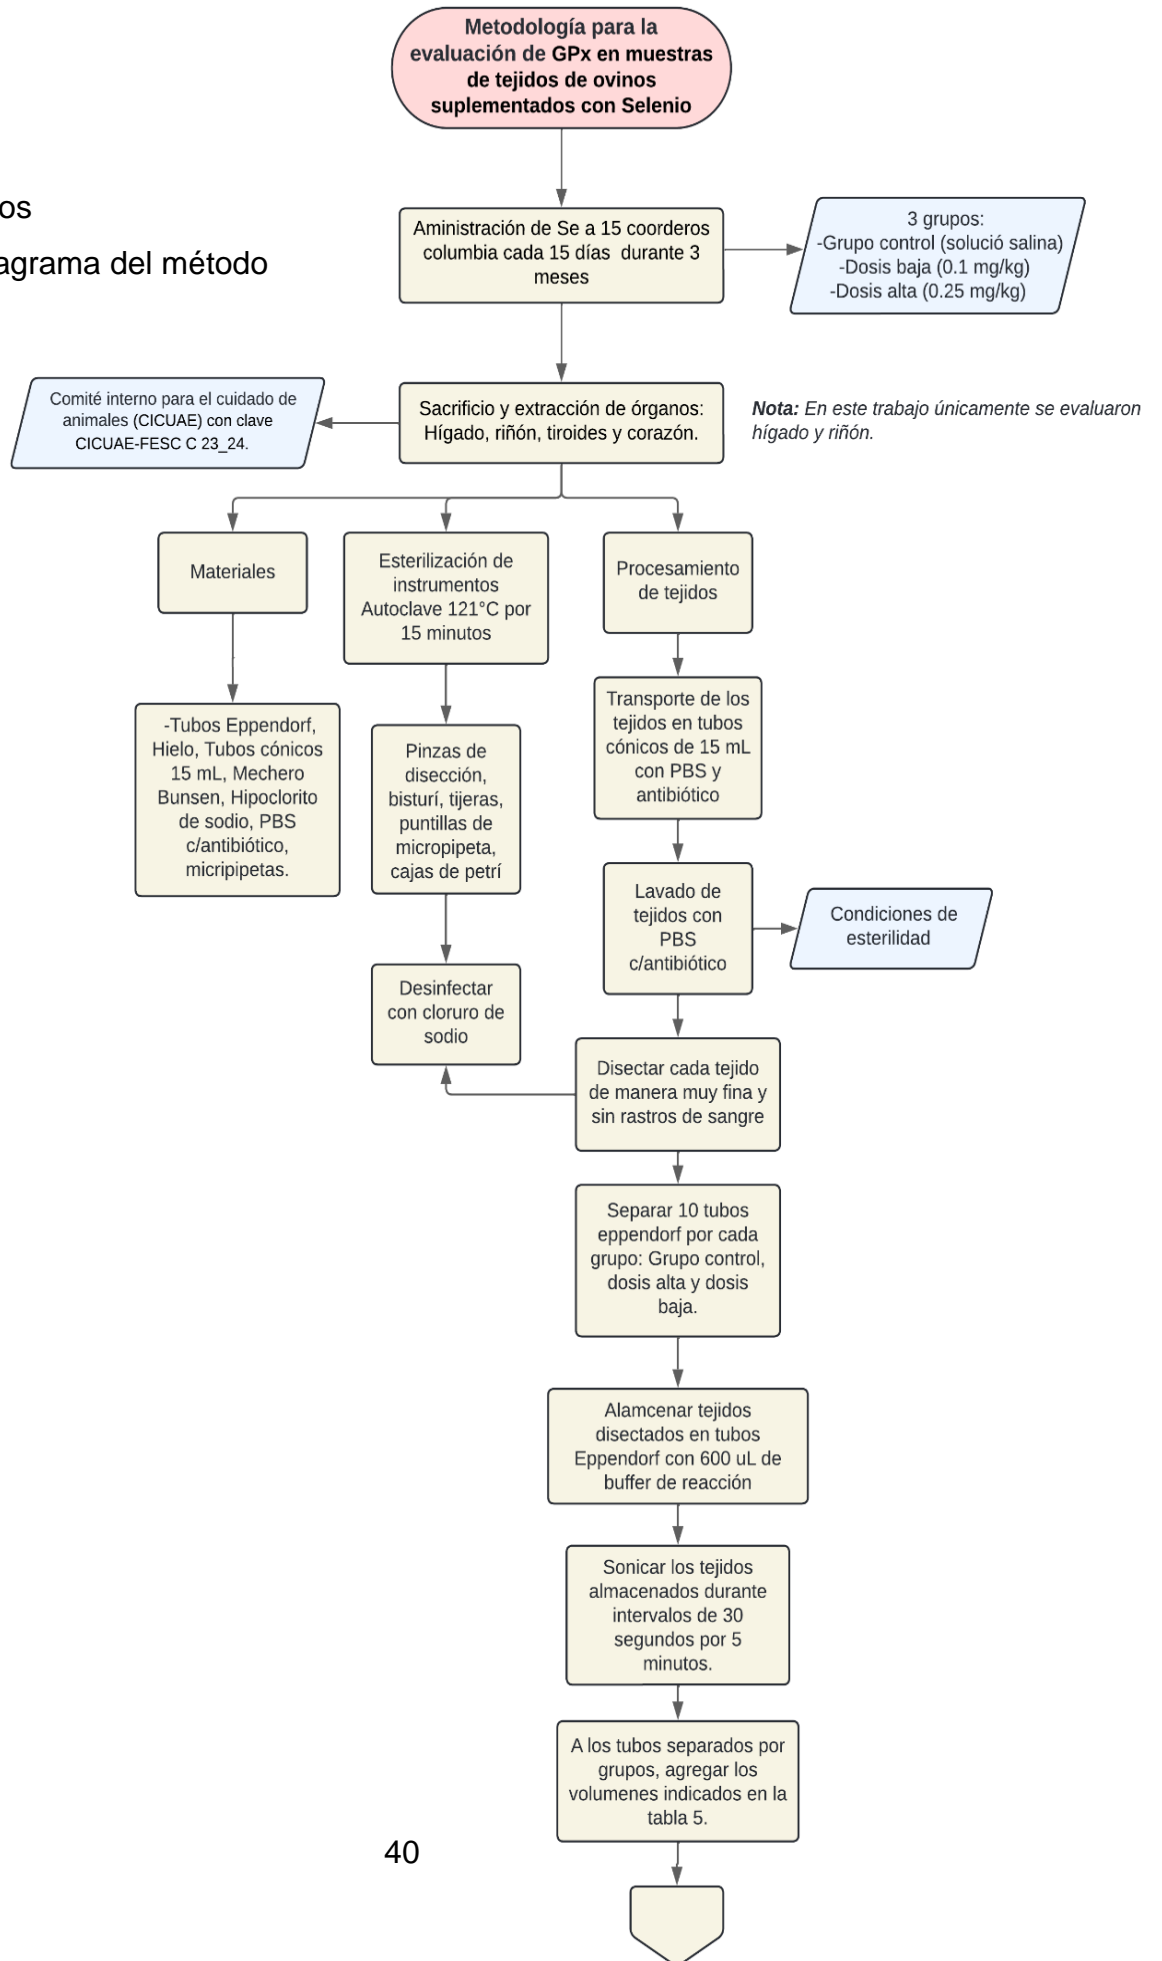 Metodología para la
evaluación de GPx en muestras
de tejidos de ovinos
suplementados con Selenio
os
agrama del método
Aministración de Se a 15 coorderos
columbia cada 15 días durante 3
meses
3 grupos:
-Grupo control (solució salina)
-Dosis baja (0.1 mg/kg)
-Dosis alta (0.25 mg/kg)
Comité interno para el cuidado de
animales (CICUAE) con clave
CICUAE-FESC C 23_24.
Sacrificio y extracción de órganos:
Hígado, riñón, tiroides y corazón.
Nota: En este trabajo únicamente se evaluaron
hígado y riñón.
Materiales
Esterilización de
instrumentos
Autoclave 121°C por
15 minutos
Procesamiento
de tejidos
-Tubos Eppendorf,
Hielo, Tubos cónicos
15 mL, Mechero
Bunsen, Hipoclorito
de sodio, PBS
c/antibiótico,
micripipetas.
Pinzas de
disección,
bisturí, tijeras,
puntillas de
micropipeta,
cajas de petrí
Transporte de los
tejidos en tubos
cónicos de 15 mL
con PBS y
antibiótico
Lavado de
tejidos con
PBS
c/antibiótico
Condiciones de
esterilidad
Desinfectar
con cloruro de
sodio
Disectar cada tejido
de manera muy fina y
sin rastros de sangre
Separar 10 tubos
eppendorf por cada
grupo: Grupo control,
dosis alta y dosis
baja.
Alamcenar tejidos
disectados en tubos
Eppendorf con 600 uL de
buffer de reacción
Sonicar los tejidos
almacenados durante
intervalos de 30
segundos por 5
minutos.
A los tubos separados por
grupos, agregar los
volumenes indicados en la
tabla 5.
40